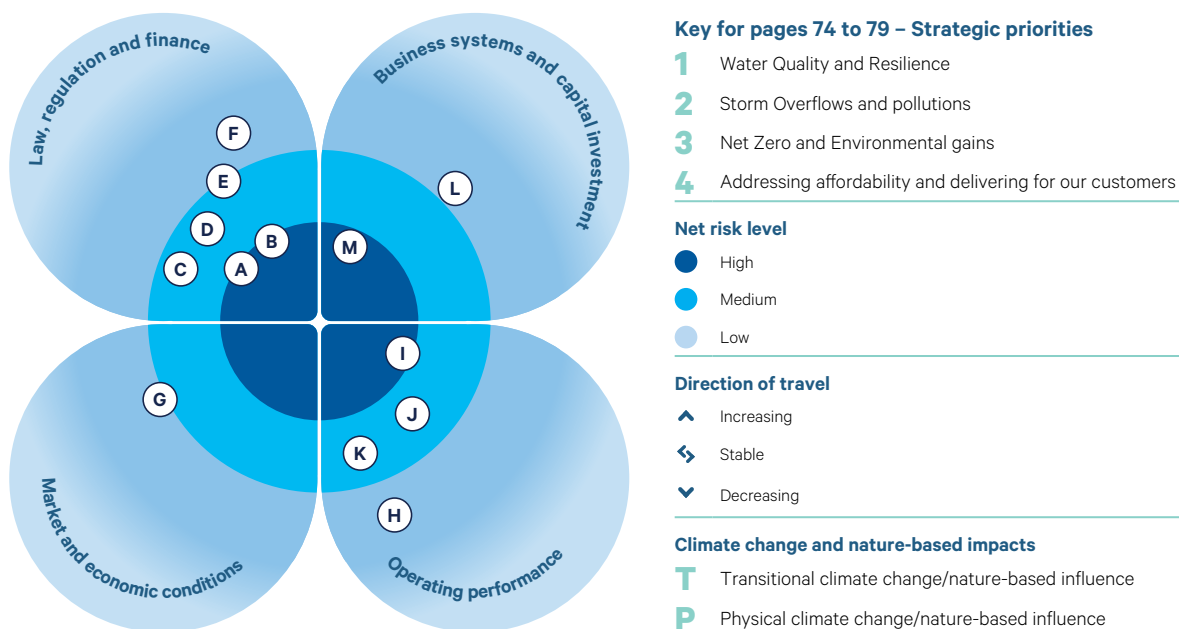 Law, regulation and finance
Business systems and capital investment
F
E
D
C
B
A
M
L
G
I
J
K
H
Market and economic conditions
Operating performance
Key for pages 74 to 79 – Strategic priorities
1 Water Quality and Resilience
2 Storm Overflows and pollutions
3 Net Zero and Environmental gains
4 Addressing affordability and delivering for our customers
Net risk level
High
Medium
Low
Direction of travel
Increasing
Stable
Decreasing
Climate change and nature-based impacts
T Transitional climate change/nature-based influence
P Physical climate change/nature-based influence